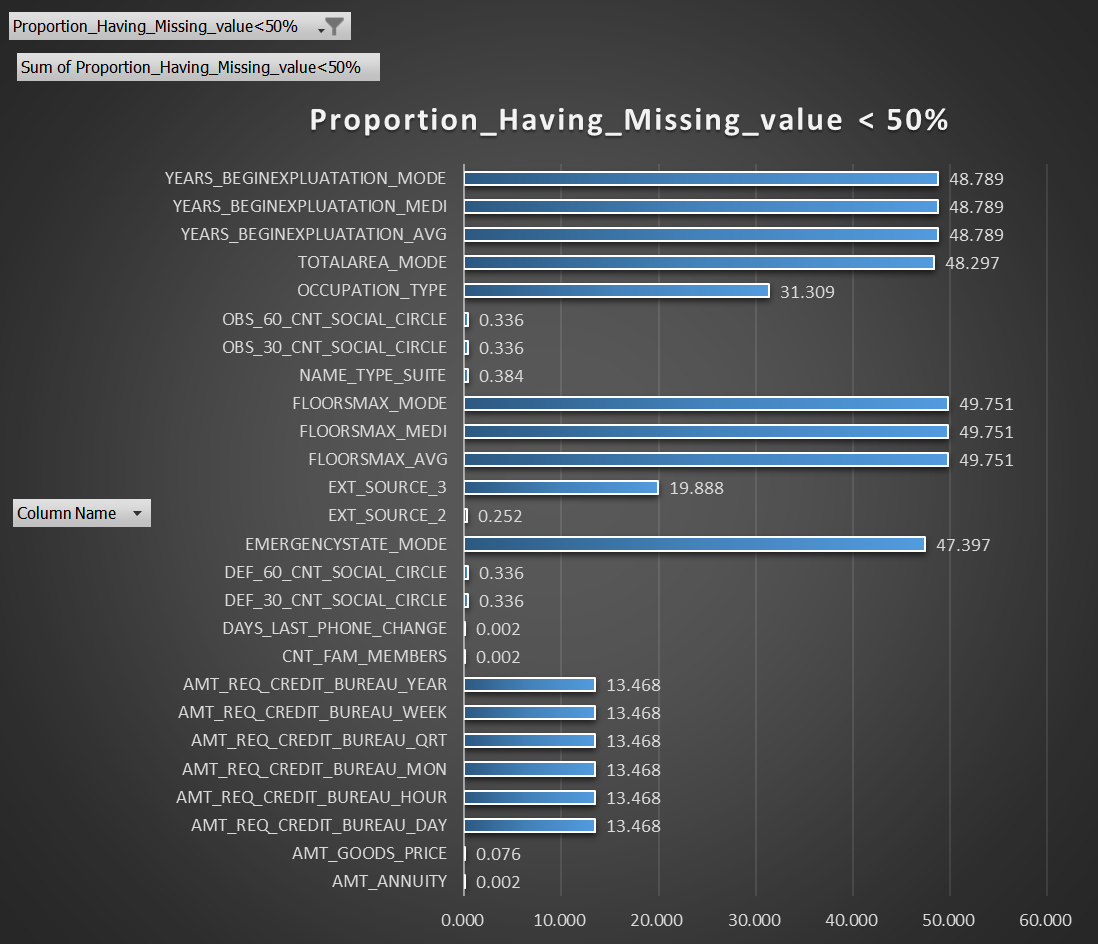 Proportion_Having_Missing_value<50%
Sum of Proportion_Having_Missing_value<50%
Proportion_Having_Missing_value < 50%
YEARS_BEGINEXPLUATATION_MODE 48.789
YEARS_BEGINEXPLUATATION_MEDI 48.789
YEARS_BEGINEXPLUATATION_AVG 48.789
TOTALAREA_MODE 48.297
OCCUPATION_TYPE 31.309
OBS_60_CNT_SOCIAL_CIRCLE 0.336
OBS_30_CNT_SOCIAL_CIRCLE 0.336
NAME_TYPE_SUITE 0.384
FLOORSMAX_MODE 49.751
FLOORSMAX_MEDI 49.751
FLOORSMAX_AVG 49.751
EXT_SOURCE_3 19.888
Column Name
EXT_SOURCE_2 0.252
EMERGENCYSTATE_MODE 47.397
DEF_60_CNT_SOCIAL_CIRCLE 0.336
DEF_30_CNT_SOCIAL_CIRCLE 0.336
DAYS_LAST_PHONE_CHANGE 0.002
CNT_FAM_MEMBERS 0.002
AMT_REQ_CREDIT_BUREAU_YEAR 13.468
AMT_REQ_CREDIT_BUREAU_WEEK 13.468
AMT_REQ_CREDIT_BUREAU_QRT 13.468
AMT_REQ_CREDIT_BUREAU_MON 13.468
AMT_REQ_CREDIT_BUREAU_HOUR 13.468
AMT_REQ_CREDIT_BUREAU_DAY 13.468
AMT_GOODS_PRICE 0.076
AMT_ANNUITY 0.002
0.000 10.000 20.000 30.000 40.000 50.000 60.000